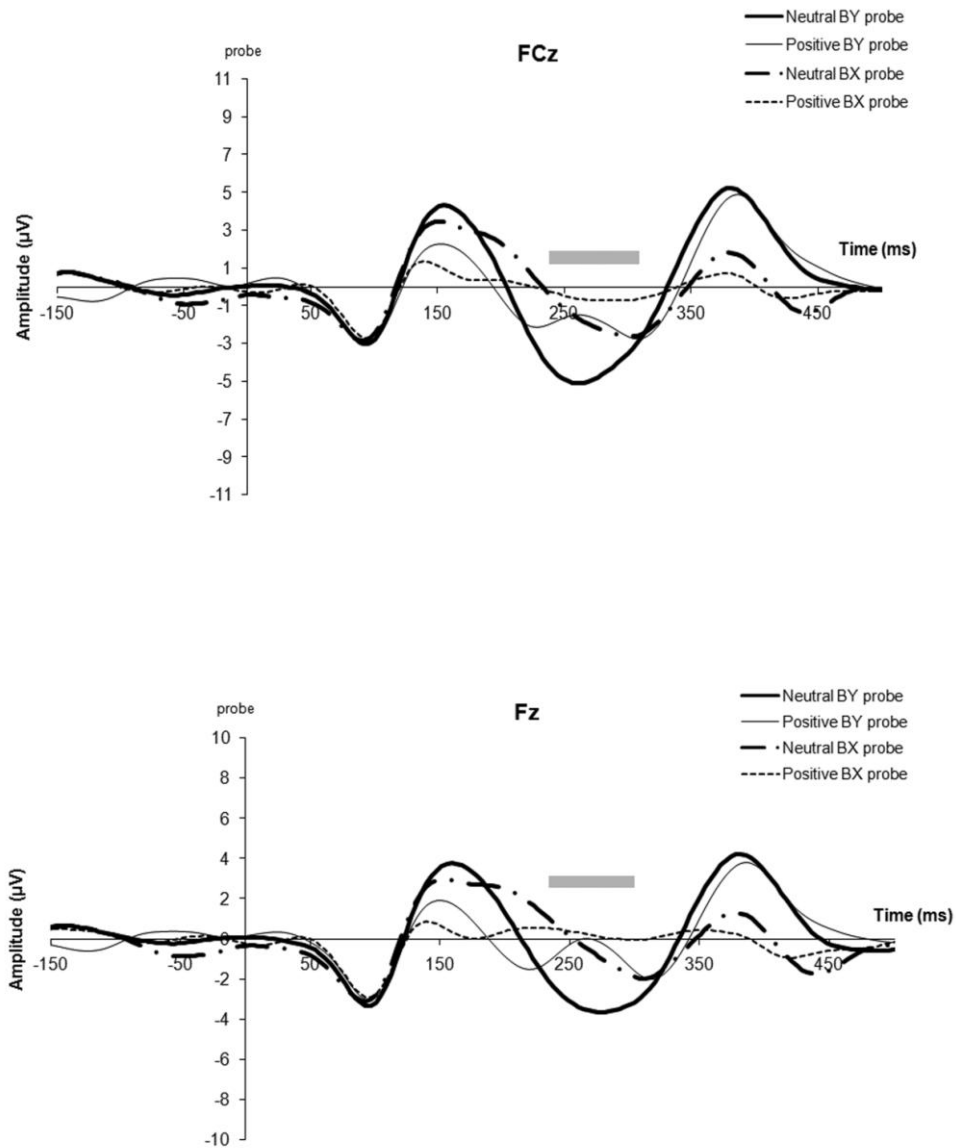 Neutral BY probe
Positive BY probe
Neutral BX probe
Positive BX probe
probe
FCz
11
9
7
5
3
1
-1
-3
-5
-7
-9
-11
-150
-50
50
150
250
350
450
Amplitude (µV)
Time (ms)
Neutral BY probe
Positive BY probe
Neutral BX probe
Positive BX probe
probe
Fz
10
8
6
4
2
0
-2
-4
-6
-8
-10
-150
-50
50
150
250
350
450
Amplitude (µV)
Time (ms)